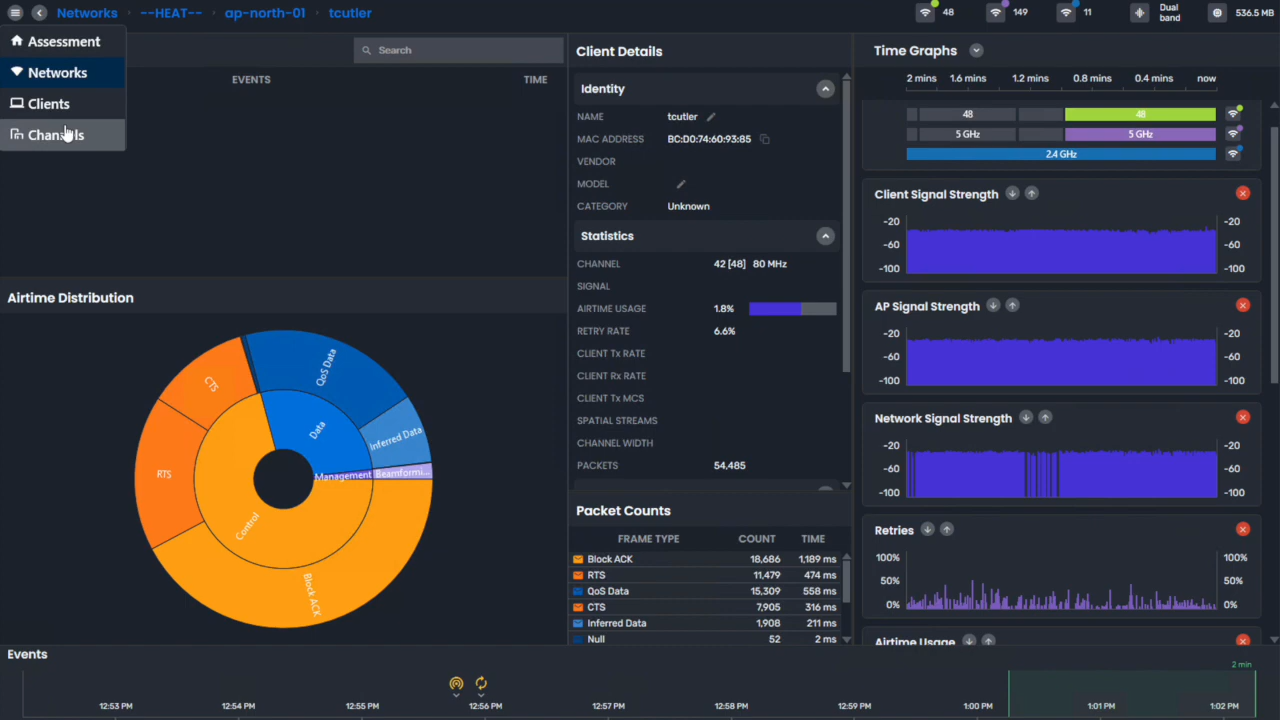 Networks --HEAT-- ap-north-01 tcutler
48 149 11 Dual band 536.5 MB
Assessment
Networks
Clients
Channels
Search
EVENTS TIME
Airtime Distribution
QoS Data
CTS
Data
Inferred Data
RTS
Management
Beamformi...
Control
Block ACK
Client Details
Identity
NAME tcutler
MAC ADDRESS BC:D0:74:60:93:85
VENDOR
MODEL
CATEGORY Unknown
Statistics
CHANNEL 42 [48] 80 MHz
SIGNAL
AIRTIME USAGE 1.8%
RETRY RATE 6.6%
CLIENT Tx RATE
CLIENT Rx RATE
CLIENT Tx MCS
SPATIAL STREAMS
CHANNEL WIDTH
PACKETS 54,485
Packet Counts
FRAME TYPE COUNT TIME
Block ACK 18,686 1,189 ms
RTS 11,479 474 ms
QoS Data 15,309 558 ms
CTS 7,905 316 ms
Inferred Data 1,908 211 ms
Null 52 2 ms
Time Graphs
2 mins 1.6 mins 1.2 mins 0.8 mins 0.4 mins now
48 48
5 GHz 5 GHz
2.4 GHz
Client Signal Strength
-20 -20
-60 -60
-100 -100
AP Signal Strength
-20 -20
-60 -60
-100 -100
Network Signal Strength
-20 -20
-60 -60
-100 -100
Retries
100% 100%
50% 50%
0% 0%
Airtime Usage
Events
2 min
12:53 PM 12:54 PM 12:55 PM 12:56 PM 12:57 PM 12:58 PM 12:59 PM 1:00 PM 1:01 PM 1:02 PM